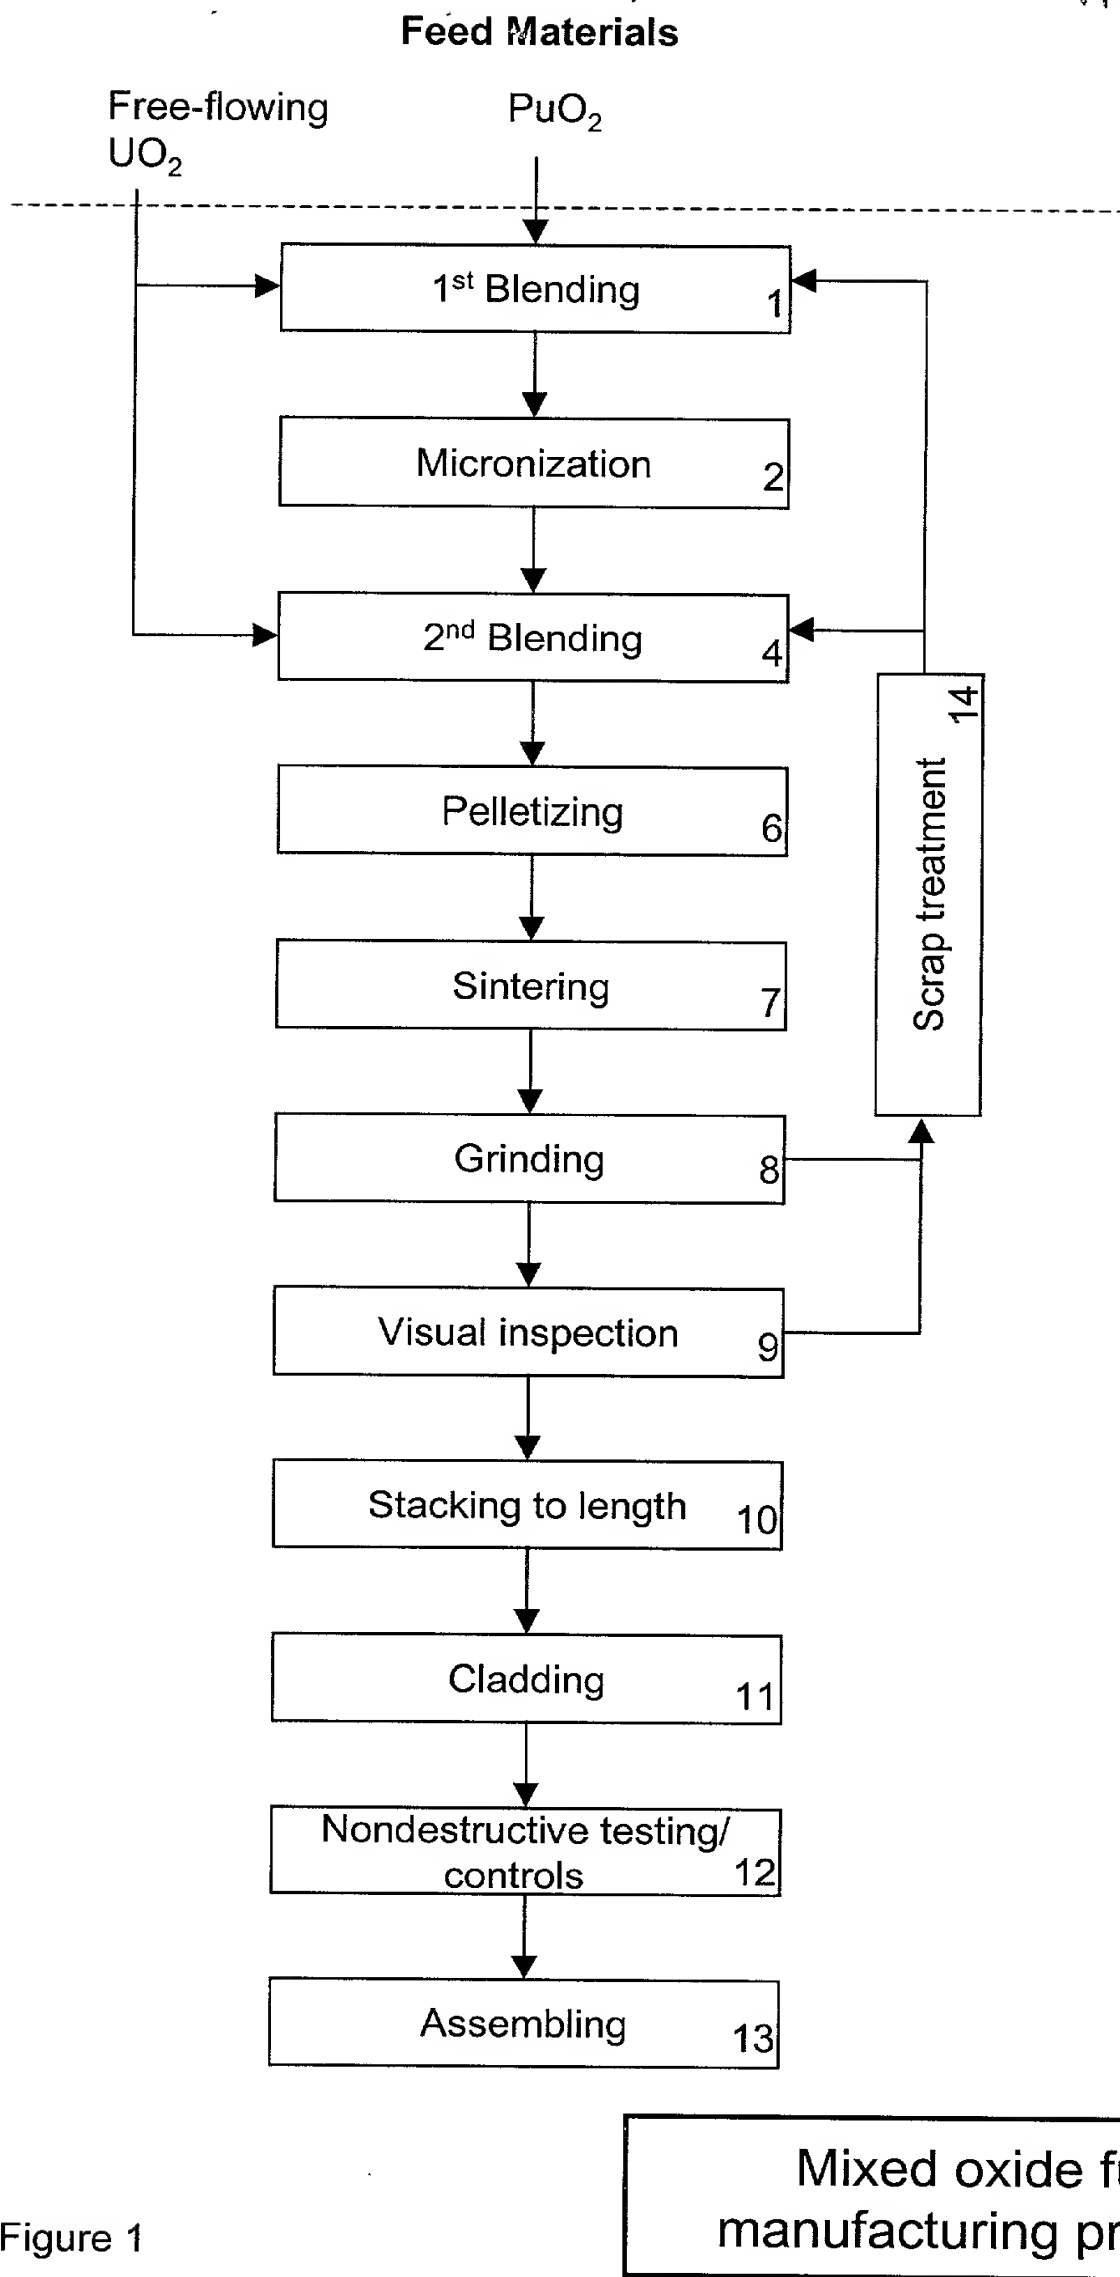 Feed Materials
Free-flowing
UO₂
PuO₂
1st Blending
1
Micronization
2
2nd Blending
4
Pelletizing
6
Sintering
7
Grinding
8
Visual inspection
9
Stacking to length
10
Cladding
11
Nondestructive testing/
controls
12
Assembling
13
Scrap treatment
14
Mixed oxide
manufacturing
Figure 1